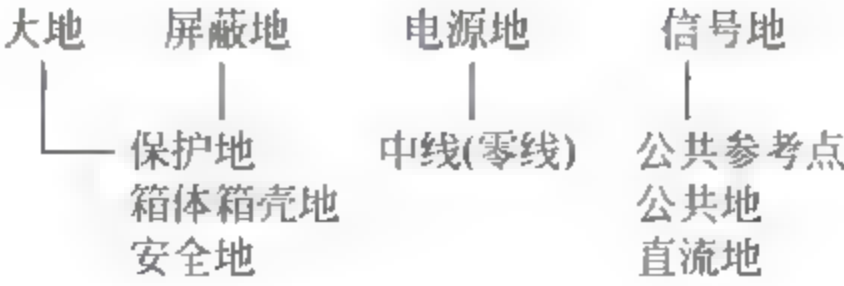 大地 屏蔽地 电源地 信号地
保护地 中线(零线) 公共参考点
箱体箱壳地 公共地
安全地 直流地